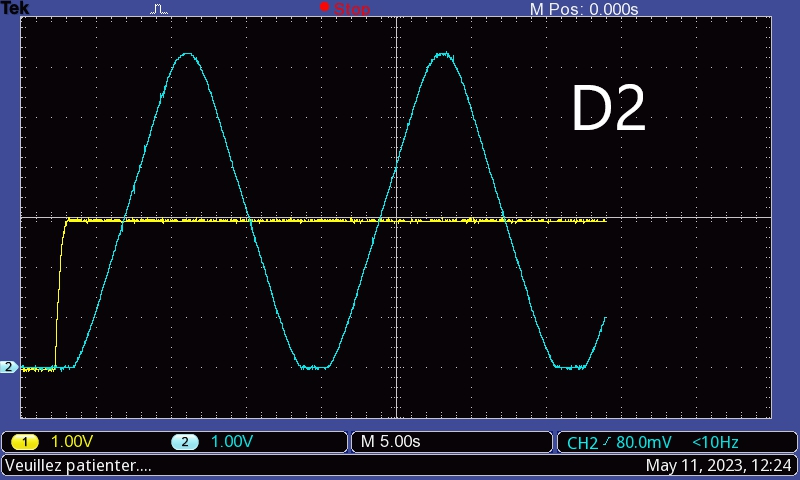 Tek Stop M Pos: 0.000s
D2
2
1 1.00V 2 1.00V M 5.00s CH2 80.0mV <10Hz
Veuillez patienter.... May 11, 2023, 12:24